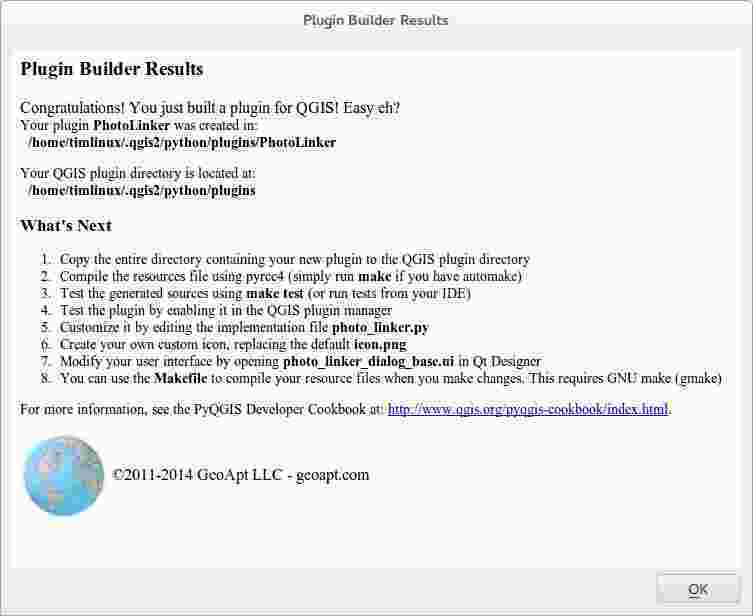 Plugin Builder Results
Plugin Builder Results
Congratulations! You just built a plugin for QGIS! Easy eh?
Your plugin PhotoLinker was created in:
/home/timlinux/.qgis2/python/plugins/PhotoLinker
Your QGIS plugin directory is located at:
/home/timlinux/.qgis2/python/plugins
What's Next
1. Copy the entire directory containing your new plugin to the QGIS plugin directory
2. Compile the resources file using pyrcc4 (simply run make if you have automake)
3. Test the generated sources using make test (or run tests from your IDE)
4. Test the plugin by enabling it in the QGIS plugin manager
5. Customize it by editing the implementation file photo_linker.py
6. Create your own custom icon, replacing the default icon.png
7. Modify your user interface by opening photo_linker_dialog_base.ui in Qt Designer
8. You can use the Makefile to compile your resource files when you make changes. This requires GNU make (gmake)
For more information, see the PyQGIS Developer Cookbook at: http://www.qgis.org/pyqgis-cookbook/index.html.
©2011-2014 GeoApt LLC - geoapt.com
OK